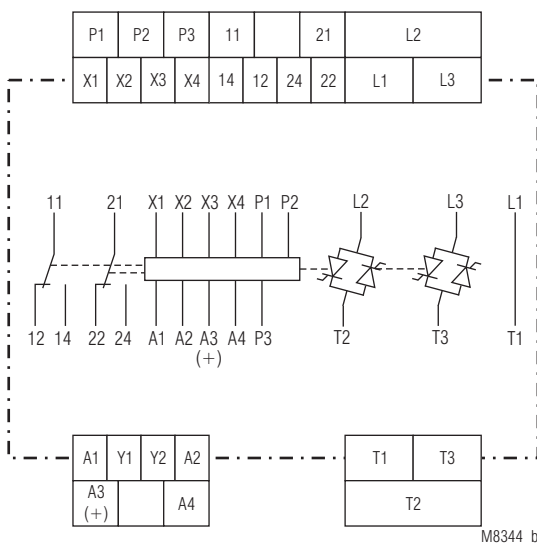 P1 P2 P3 11 21 L2
X1 X2 X3 X4 14 12 24 22 L1 L3
11 21 X1 X2 X3 X4 P1 P2 L2 L3 L1
12 14 22 24 A1 A2 A3 A4 P3 T2 T3 T1
(+)
A1 Y1 Y2 A2 T1 T3
A3 A4 T2
(+)
M8344_b